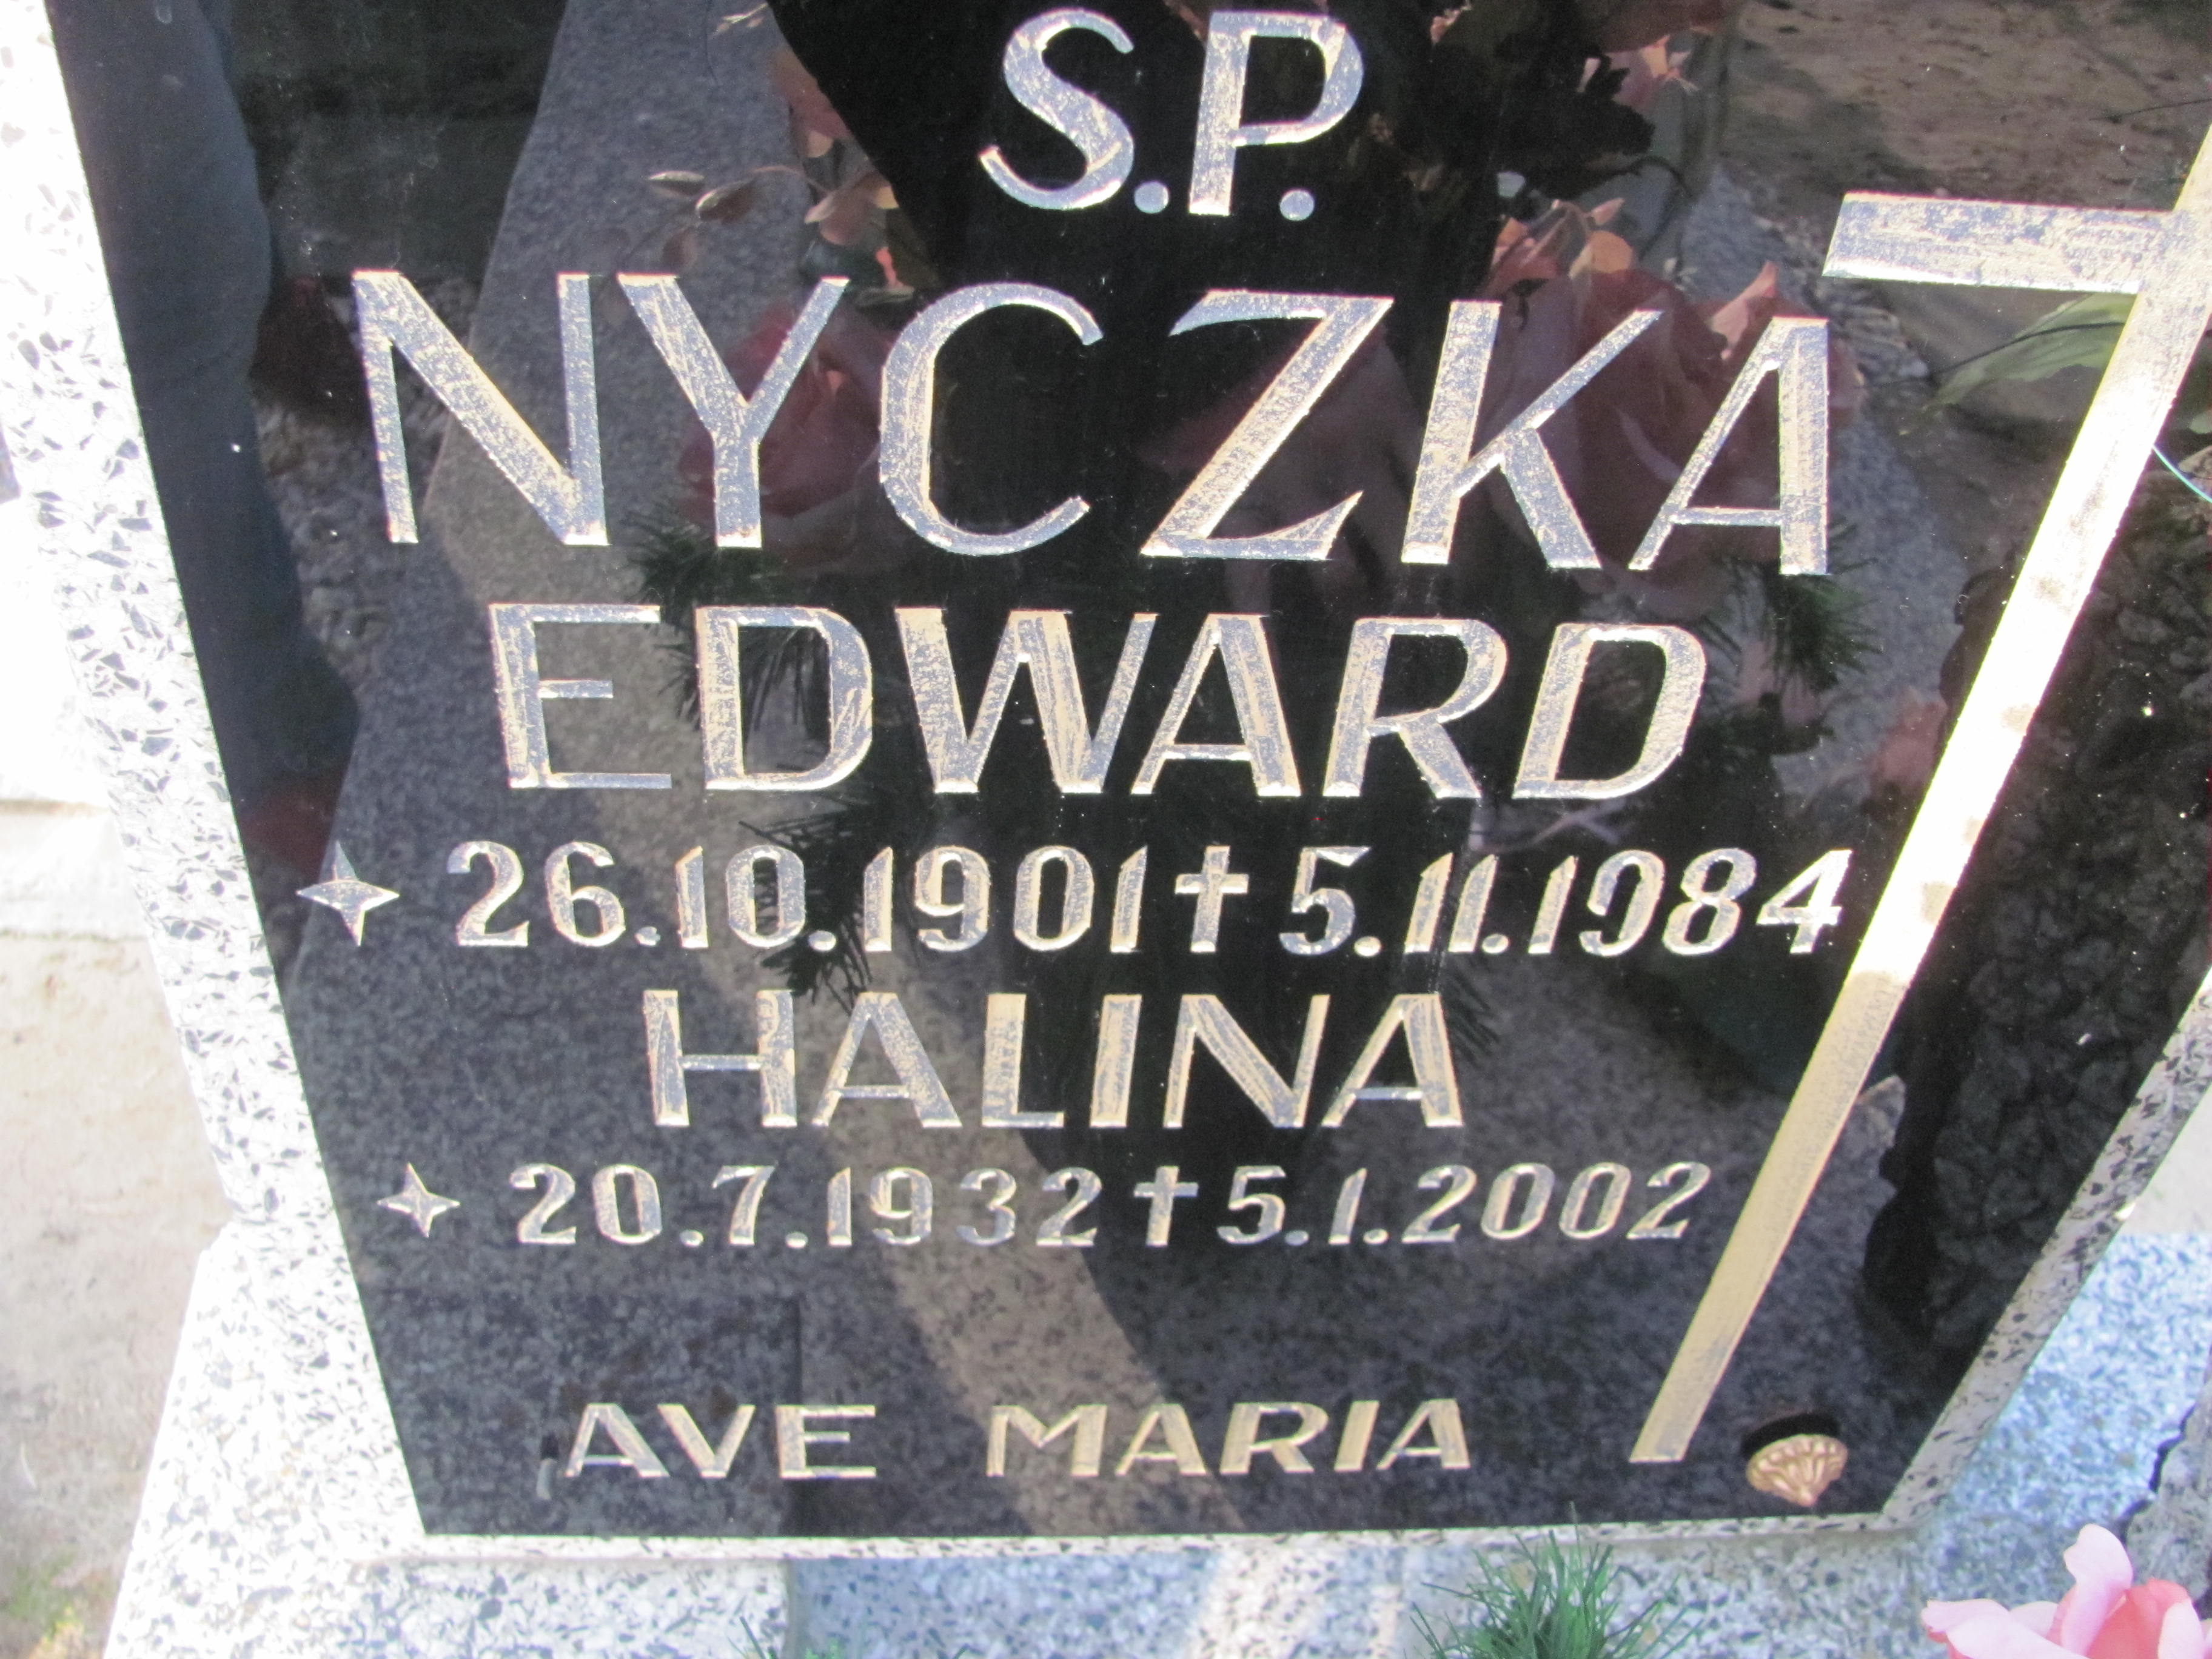 S.P.
NYCZKA
EDWARD
✦ 26.10.1901 † 5.11.1984
HALINA
✦ 20.7.1932 † 5.1.2002
AVE MARIA